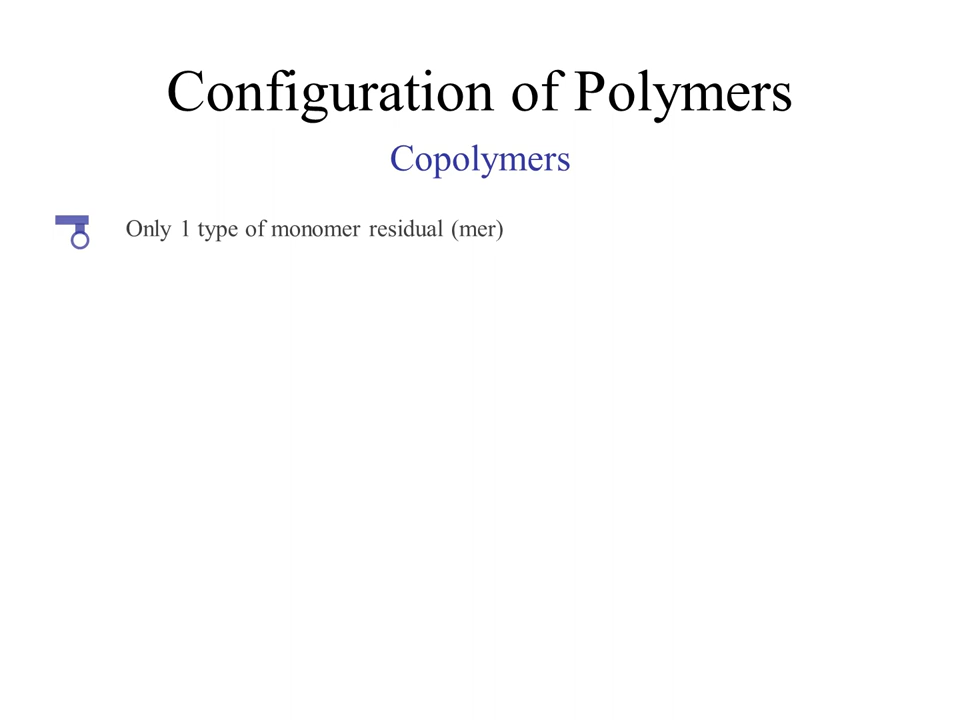 Configuration of Polymers
Copolymers
Only 1 type of monomer residual (mer)